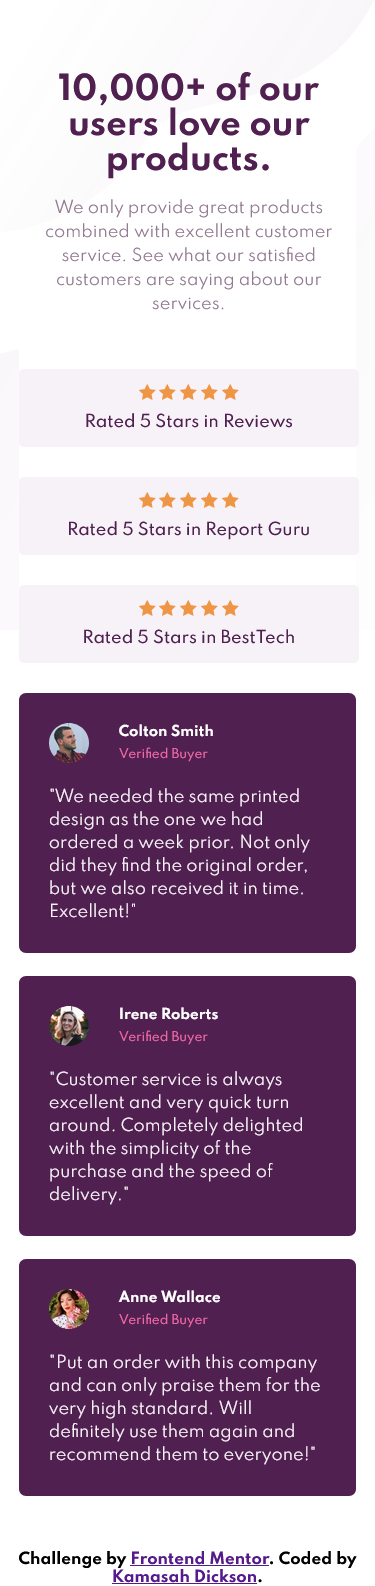 10,000+ of our
users love our
products.
We only provide great products
combined with excellent customer
service. See what our satisfied
customers are saying about our
services.
Rated 5 Stars in Reviews
Rated 5 Stars in Report Guru
Rated 5 Stars in BestTech
Colton Smith
Verified Buyer
"We needed the same printed
design as the one we had
ordered a week prior. Not only
did they find the original order,
but we also received it in time.
Excellent!"
Irene Roberts
Verified Buyer
"Customer service is always
excellent and very quick turn
around. Completely delighted
with the simplicity of the
purchase and the speed of
delivery."
Anne Wallace
Verified Buyer
"Put an order with this company
and can only praise them for the
very high standard. Will
definitely use them again and
recommend them to everyone!"
Challenge by Frontend Mentor. Coded by
Kamasah Dickson.